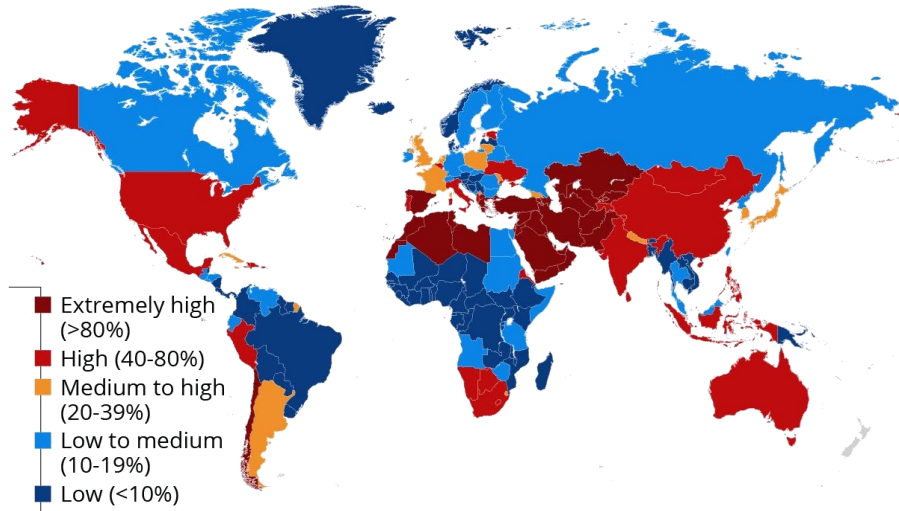 Extremely high
(>80%)
High (40-80%)
Medium to high
(20-39%)
Low to medium
(10-19%)
Low (<10%)